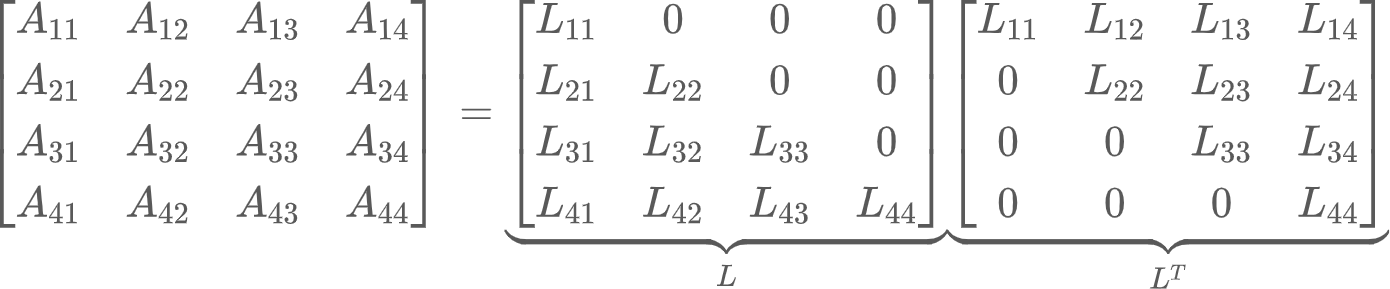 A₁₁ A₁₂ A₁₃ A₁₄ L₁₁ 0 0 0 L₁₁ L₁₂ L₁₃ L₁₄
A₂₁ A₂₂ A₂₃ A₂₄ L₂₁ L₂₂ 0 0 0 L₂₂ L₂₃ L₂₄
=
A₃₁ A₃₂ A₃₃ A₃₄ L₃₁ L₃₂ L₃₃ 0 0 0 L₃₃ L₃₄
A₄₁ A₄₂ A₄₃ A₄₄ L₄₁ L₄₂ L₄₃ L₄₄ 0 0 0 L₄₄
L Lᵀ